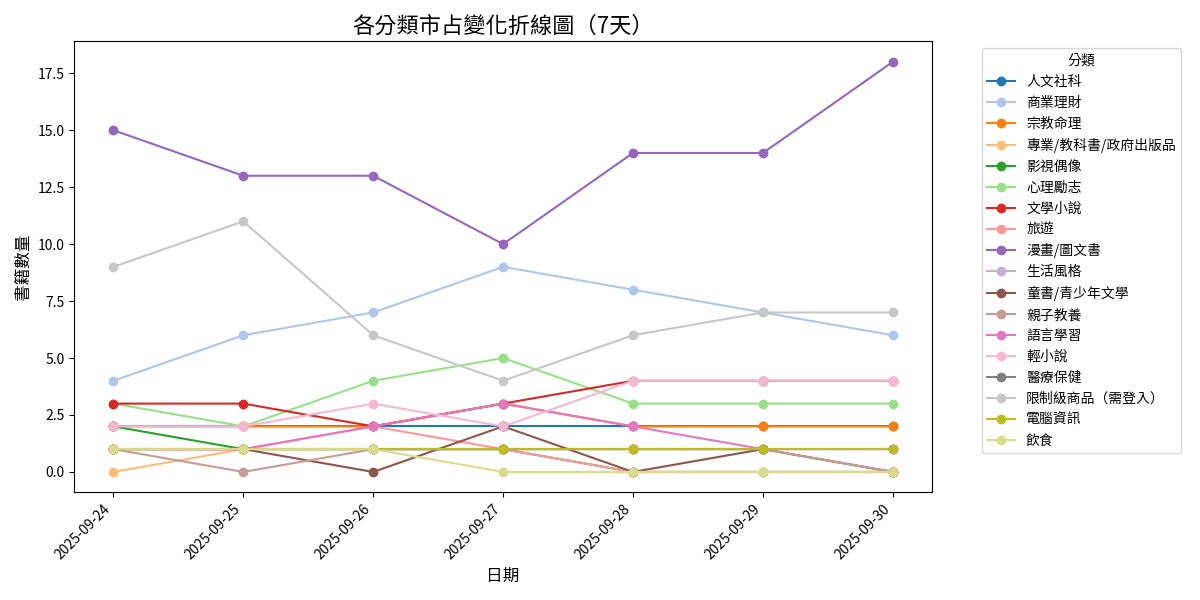 各分類市占變化折線圖（7天）
書籍數量
17.5
15.0
12.5
10.0
7.5
5.0
2.5
0.0
2025-09-24
2025-09-25
2025-09-26
2025-09-27
2025-09-28
2025-09-29
2025-09-30
日期
分類
人文社科
商業理財
宗教命理
專業/教科書/政府出版品
影視偶像
心理勵志
文學小說
旅遊
漫畫/圖文書
生活風格
童書/青少年文學
親子教養
語言學習
輕小說
醫療保健
限制級商品（需登入）
電腦資訊
飲食